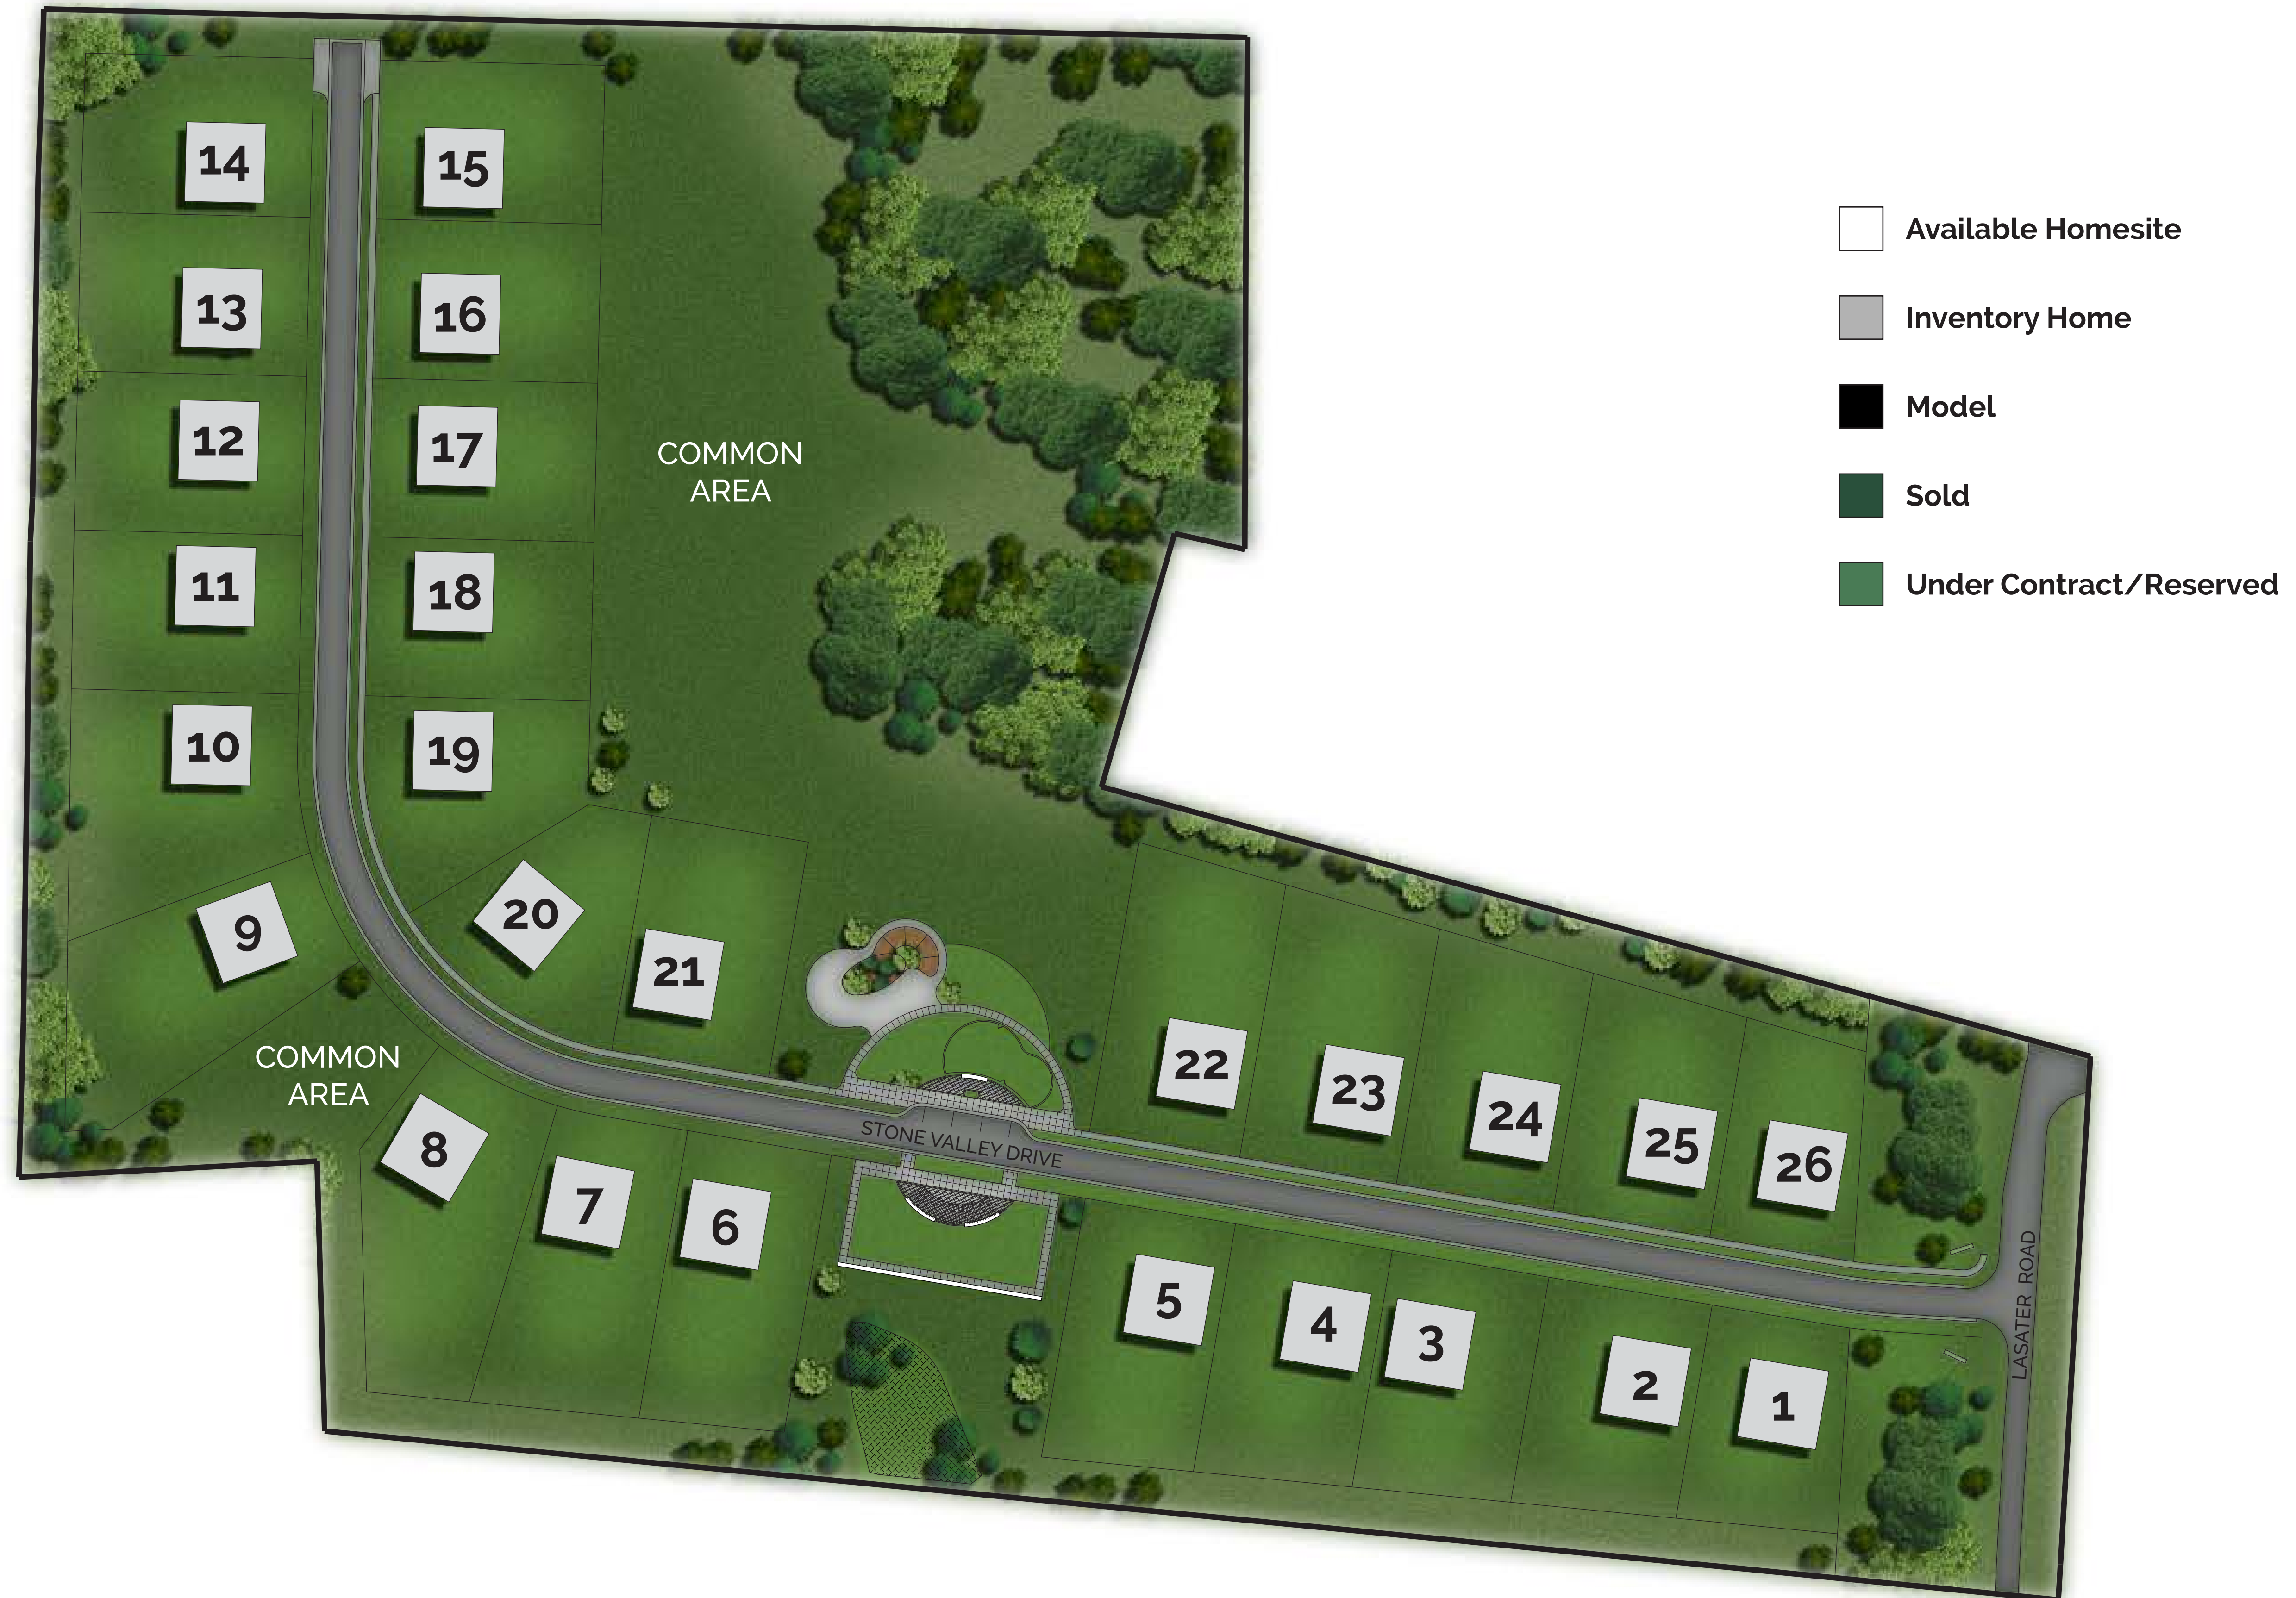 14
15
Available Homesite
13
16
Inventory Home
12
17
COMMON
AREA
Model
Sold
11
18
Under Contract/Reserved
10
19
9
20
21
COMMON
AREA
8
7
6
STONE VALLEY DRIVE
22
23
24
25
26
5
4
3
2
1
LASATER ROAD